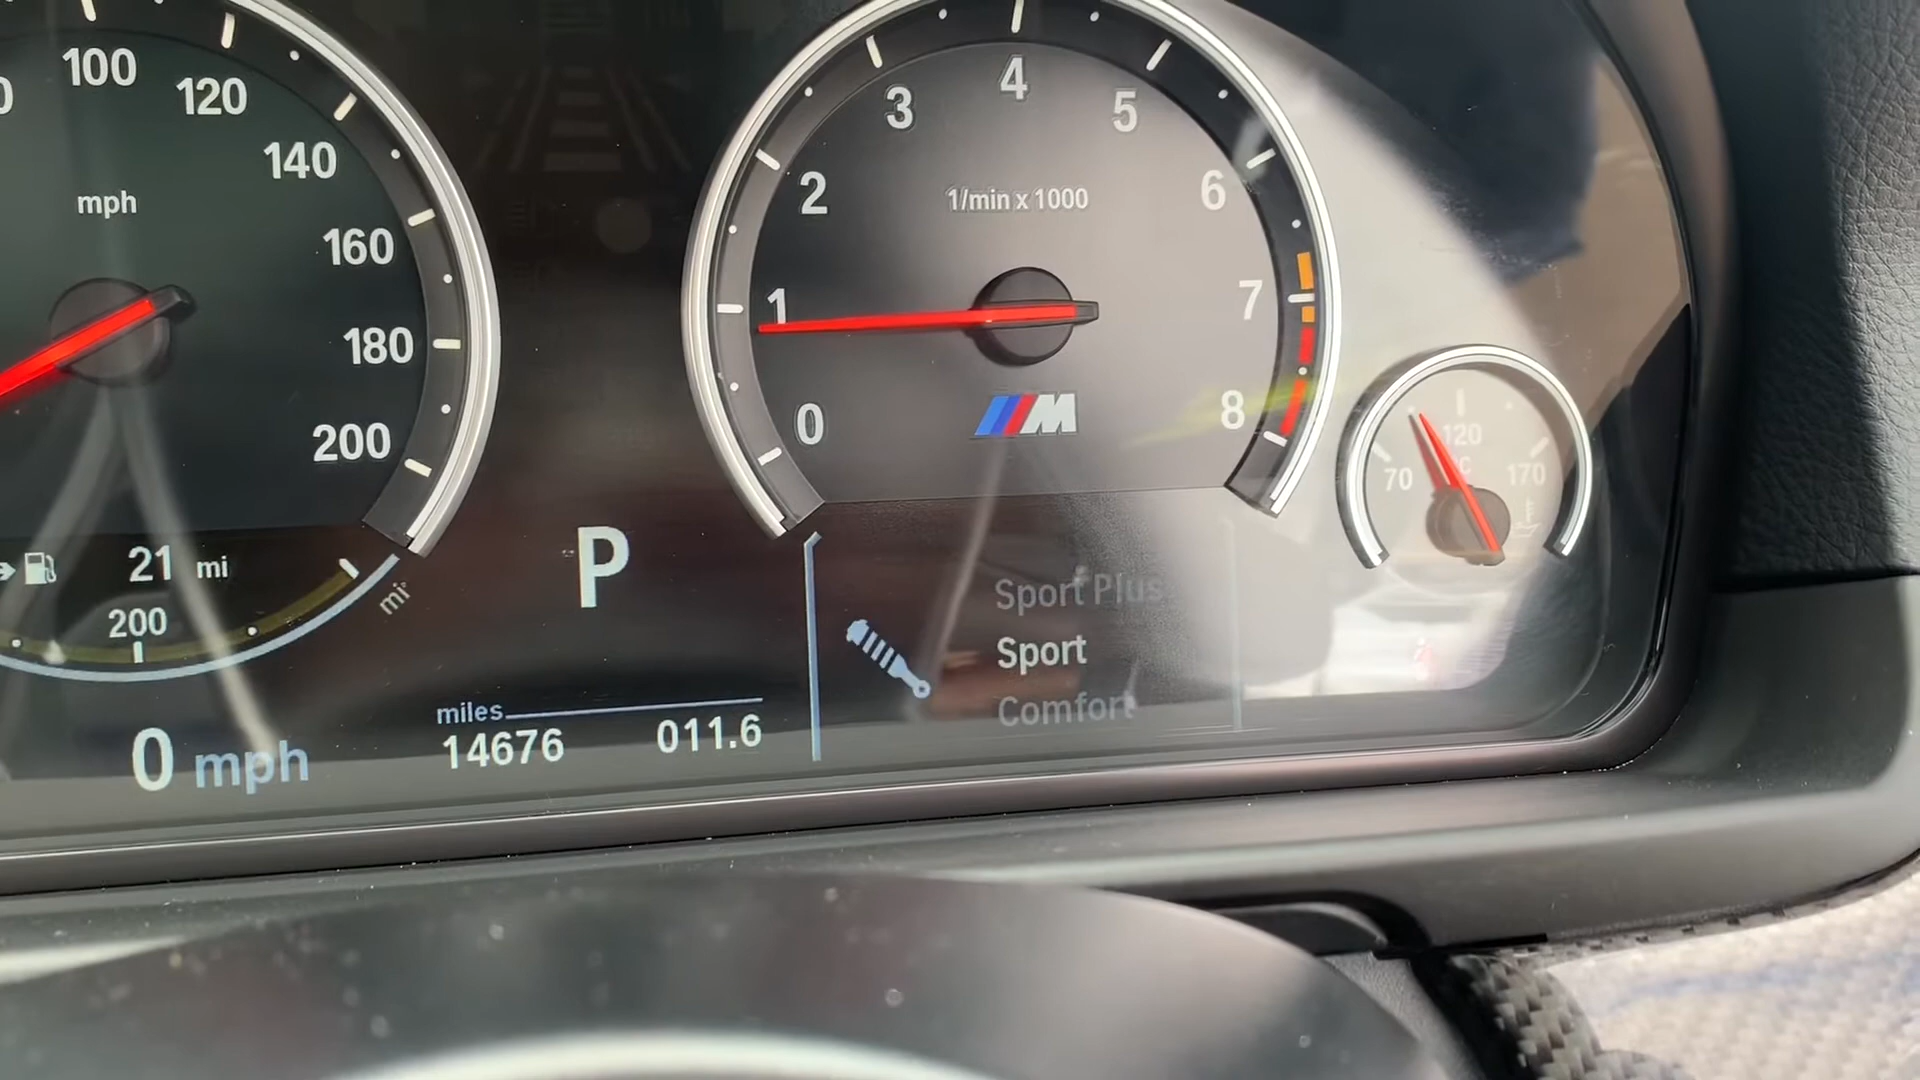 100
120
140
160
180
200
mph
21 mi
200
mi
0 mph
P
miles
14676 011.6
0
1
2
3
4
5
6
7
8
1/min x 1000
M
Sport Plus
Sport
Comfort
70
120
170